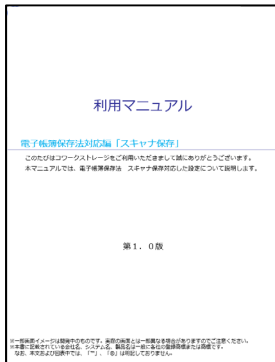 利用マニュアル
電子帳簿保存法対応編「スキャナ保存」
このたびはコワークストレージをご利用いただきまして誠にありがとうございます。
本マニュアルでは、電子帳簿保存法 スキャナ保存対応した設定について説明します。
第1．0版
※一部画面イメージは開発中のものです。実際の画面とは一部異なる場合がありますのでご注意ください。
※本書に記載されている会社名、システム名、製品名は一般に各社の登録商標または商標です。
なお、本文および図表中では、「™」、「®」は明記しておりません。